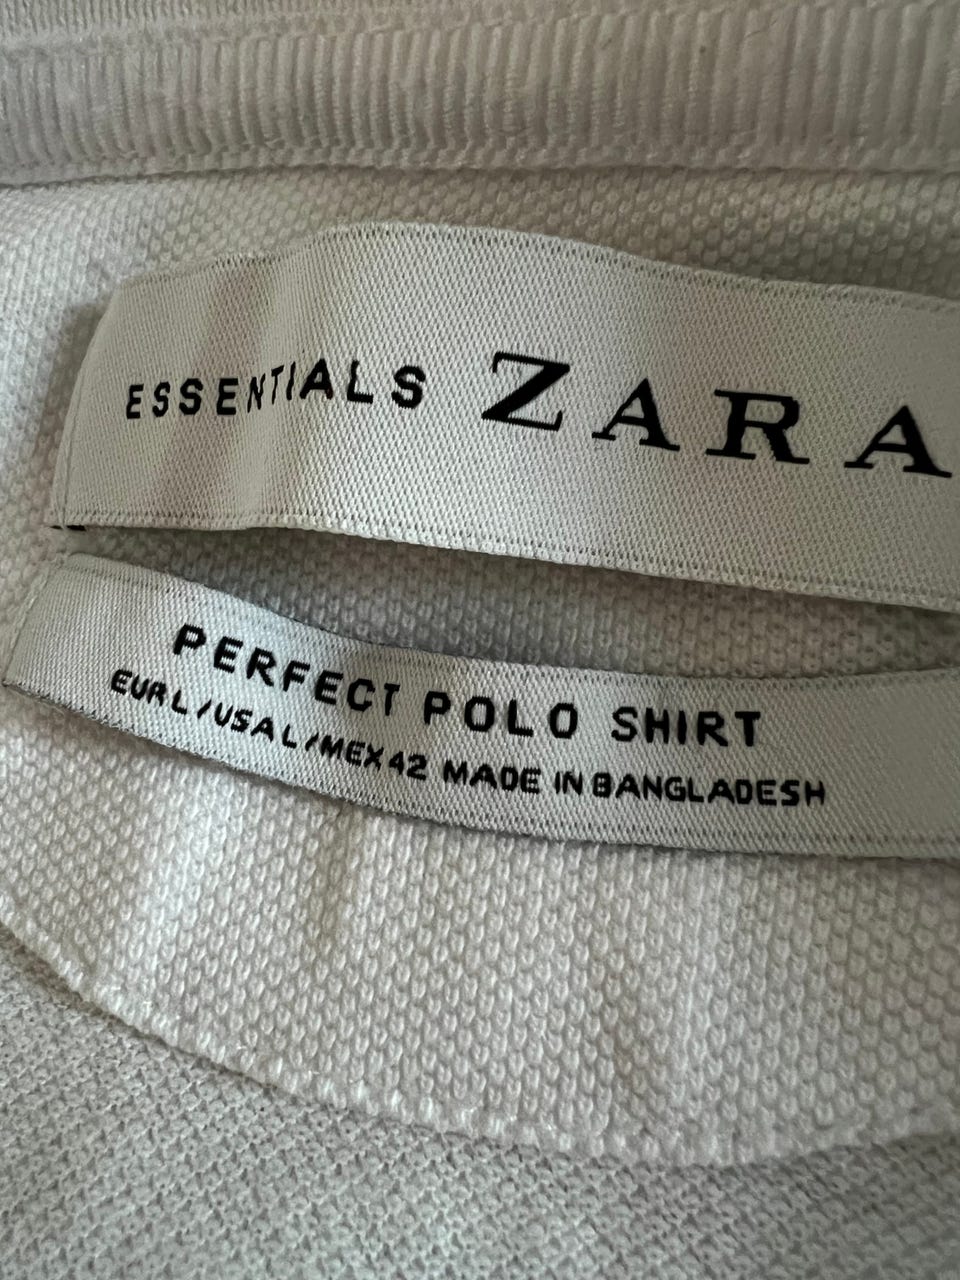 ESSENTIALS ZARA
PERFECT POLO SHIRT
EUR L/USA L/MEX 42 MADE IN BANGLADESH